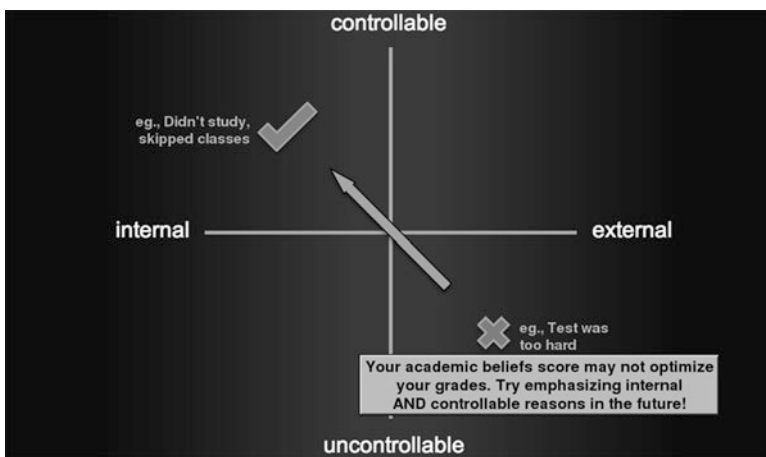 controllable
eg., Didn't study,
skipped classes
internal
external
eg., Test was
too hard
Your academic beliefs score may not optimize
your grades. Try emphasizing internal
AND controllable reasons in the future!
uncontrollable